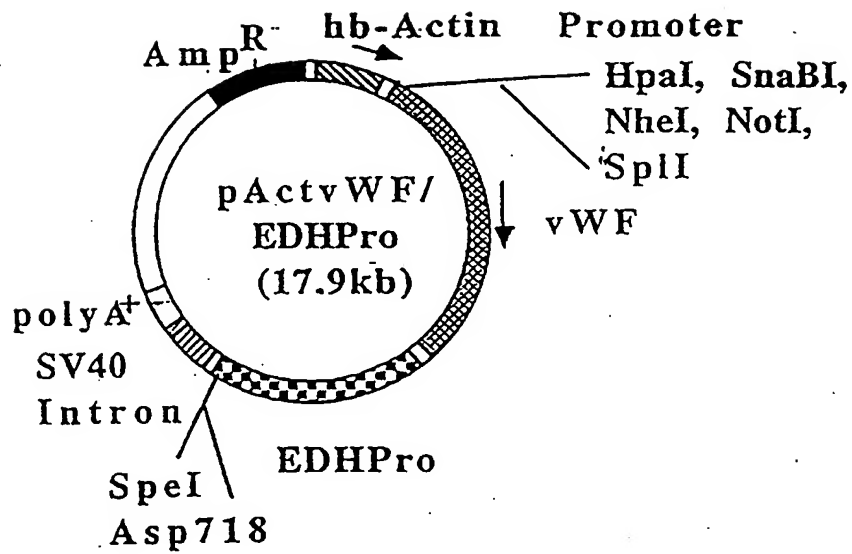 hb-Actin Promoter
AmpR
HpaI, SnaBI,
NheI, NotI,
SplI
pActvWF/
EDHPro
(17.9kb)
vWF
polyA+
SV40
Intron
EDHPro
SpeI
Asp718